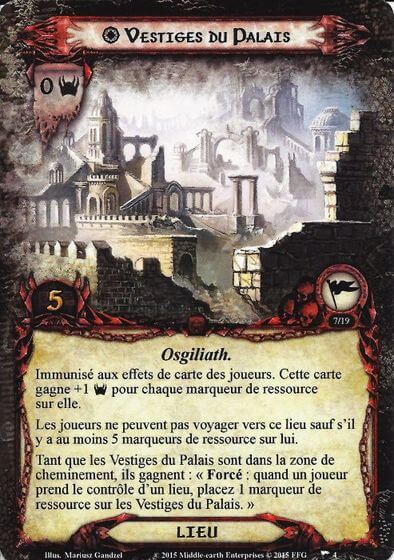 Vestiges du Palais
0
5
7/19
Osgiliath.
Immunisé aux effets de carte des joueurs. Cette carte
gagne +1 pour chaque marqueur de ressource
sur elle.
Les joueurs ne peuvent pas voyager vers ce lieu sauf s'il
y a au moins 5 marqueurs de ressource sur lui.
Tant que les Vestiges du Palais sont dans la zone de
cheminement, ils gagnent : « Forcé : quand un joueur
prend le contrôle d'un lieu, placez 1 marqueur
de ressource sur les Vestiges du Palais. »
LIEU
Illus. Mariusz Gandzel © 2015 Middle-earth Enterprises © 2015 FFG